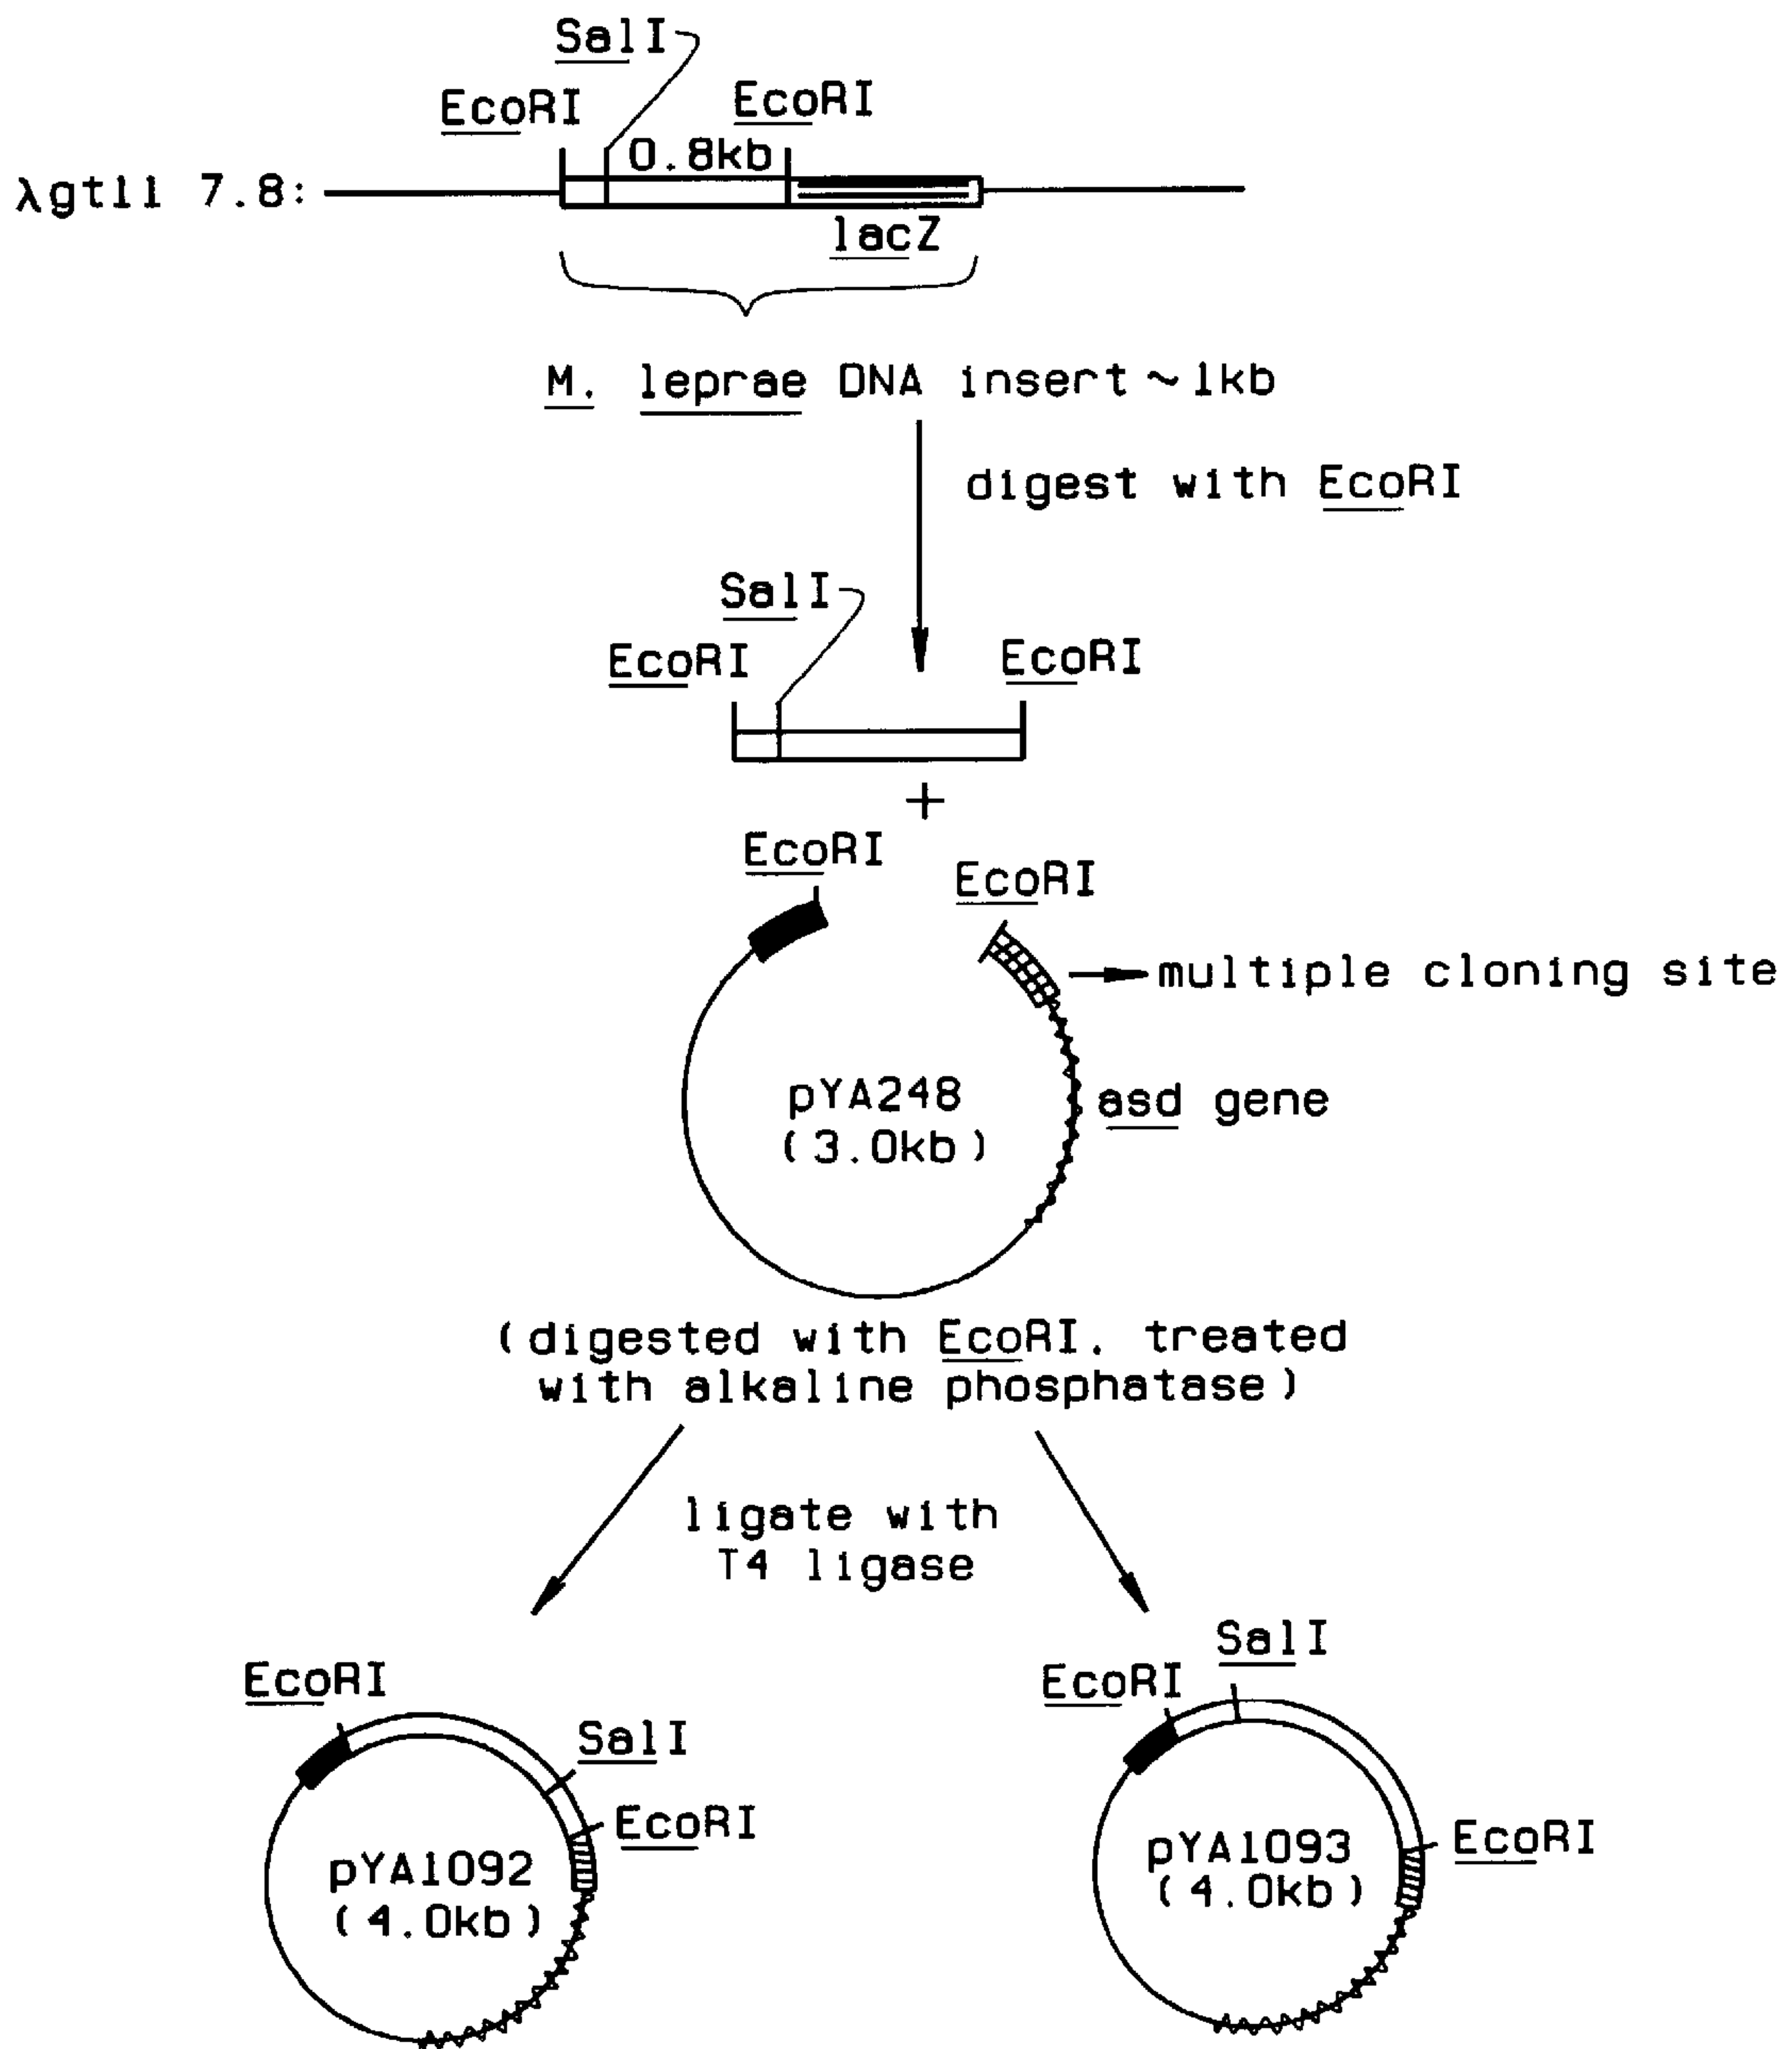 SalI
EcoRI
EcoRI
0.8kb
λgt11 7.8:
lacZ
M. leprae DNA insert ~ 1kb
digest with EcoRI
SalI
EcoRI
EcoRI
+
EcoRI
EcoRI
multiple cloning site
pYA248
(3.0kb)
asd gene
(digested with EcoRI. treated
with alkaline phosphatase)
ligate with
T4 ligase
EcoRI
SalI
EcoRI
pYA1092
(4.0kb)
SalI
EcoRI
EcoRI
pYA1093
(4.0kb)